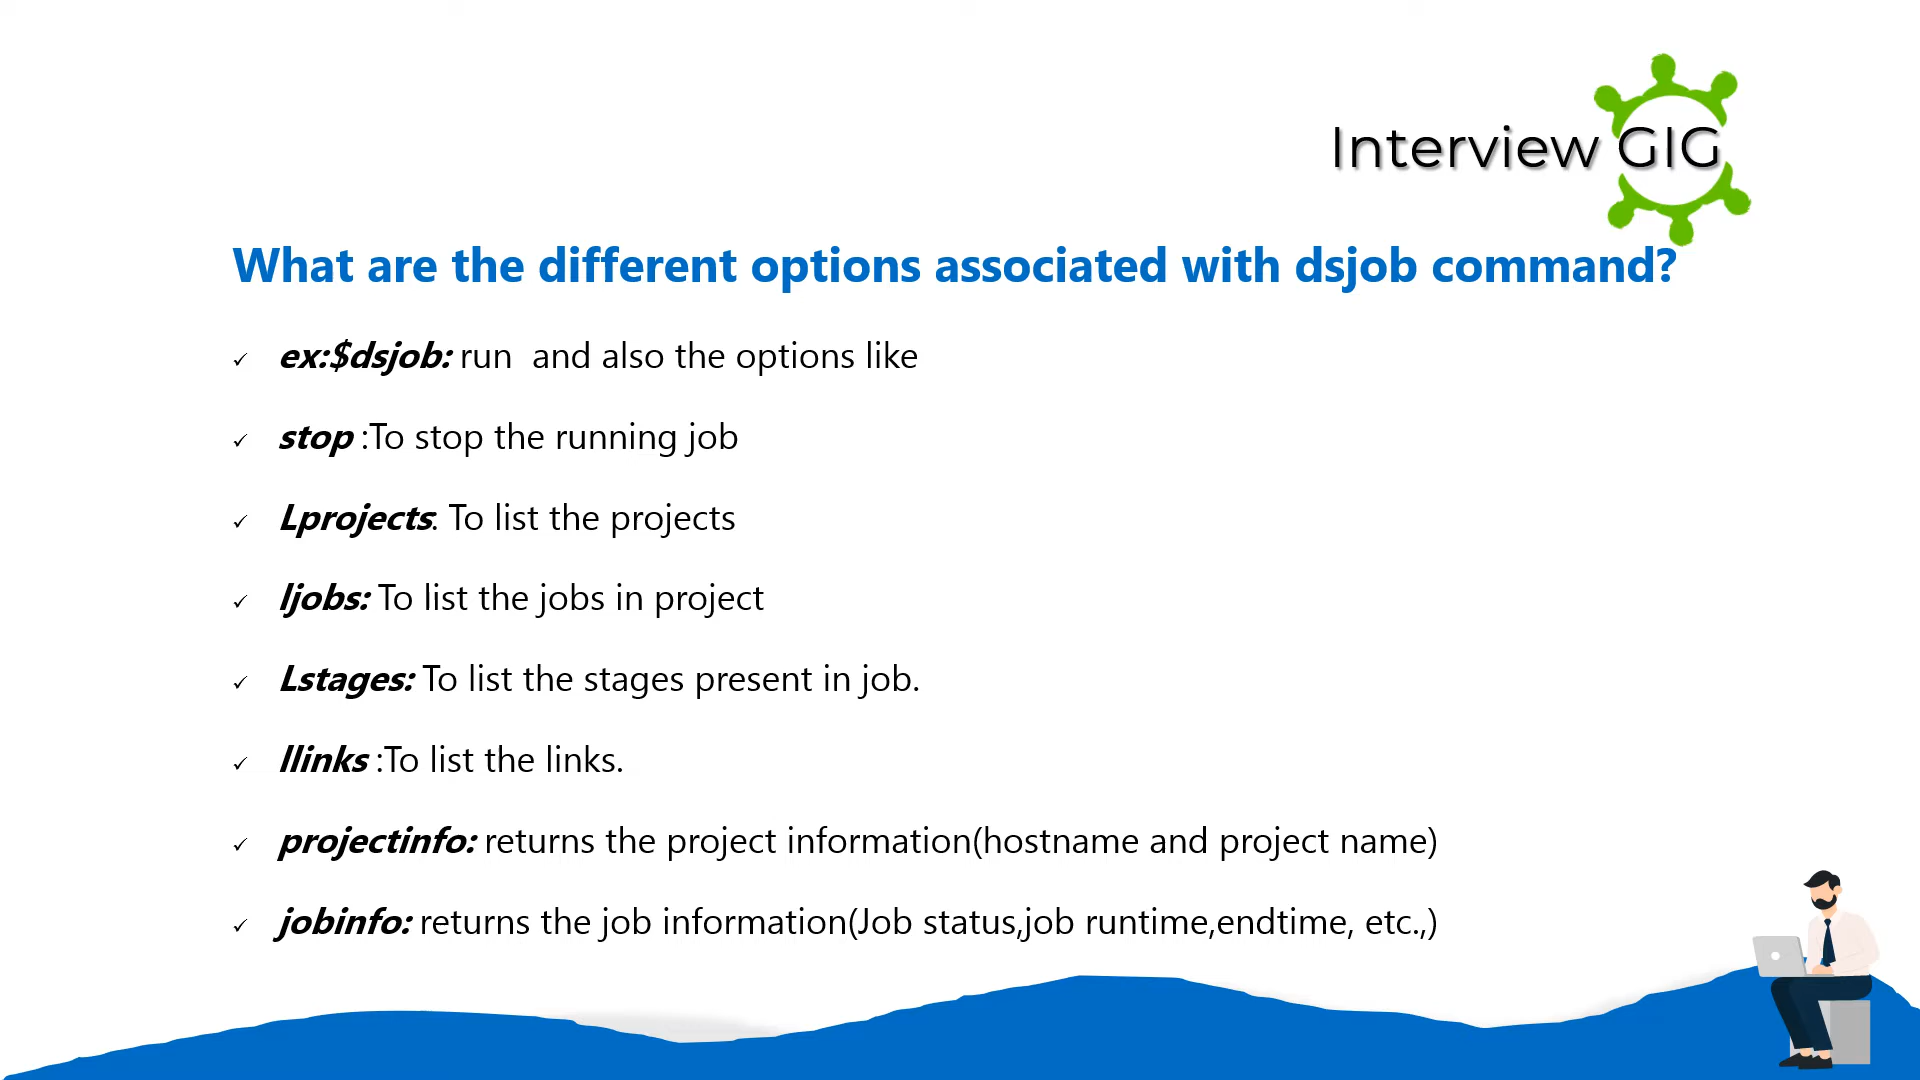 Interview GIG
What are the different options associated with dsjob command?
✓ ex:$dsjob: run  and also the options like
✓ stop :To stop the running job
✓ Lprojects: To list the projects
✓ ljobs: To list the jobs in project
✓ Lstages: To list the stages present in job.
✓ llinks :To list the links.
✓ projectinfo: returns the project information(hostname and project name)
✓ jobinfo: returns the job information(Job status,job runtime,endtime, etc.,)